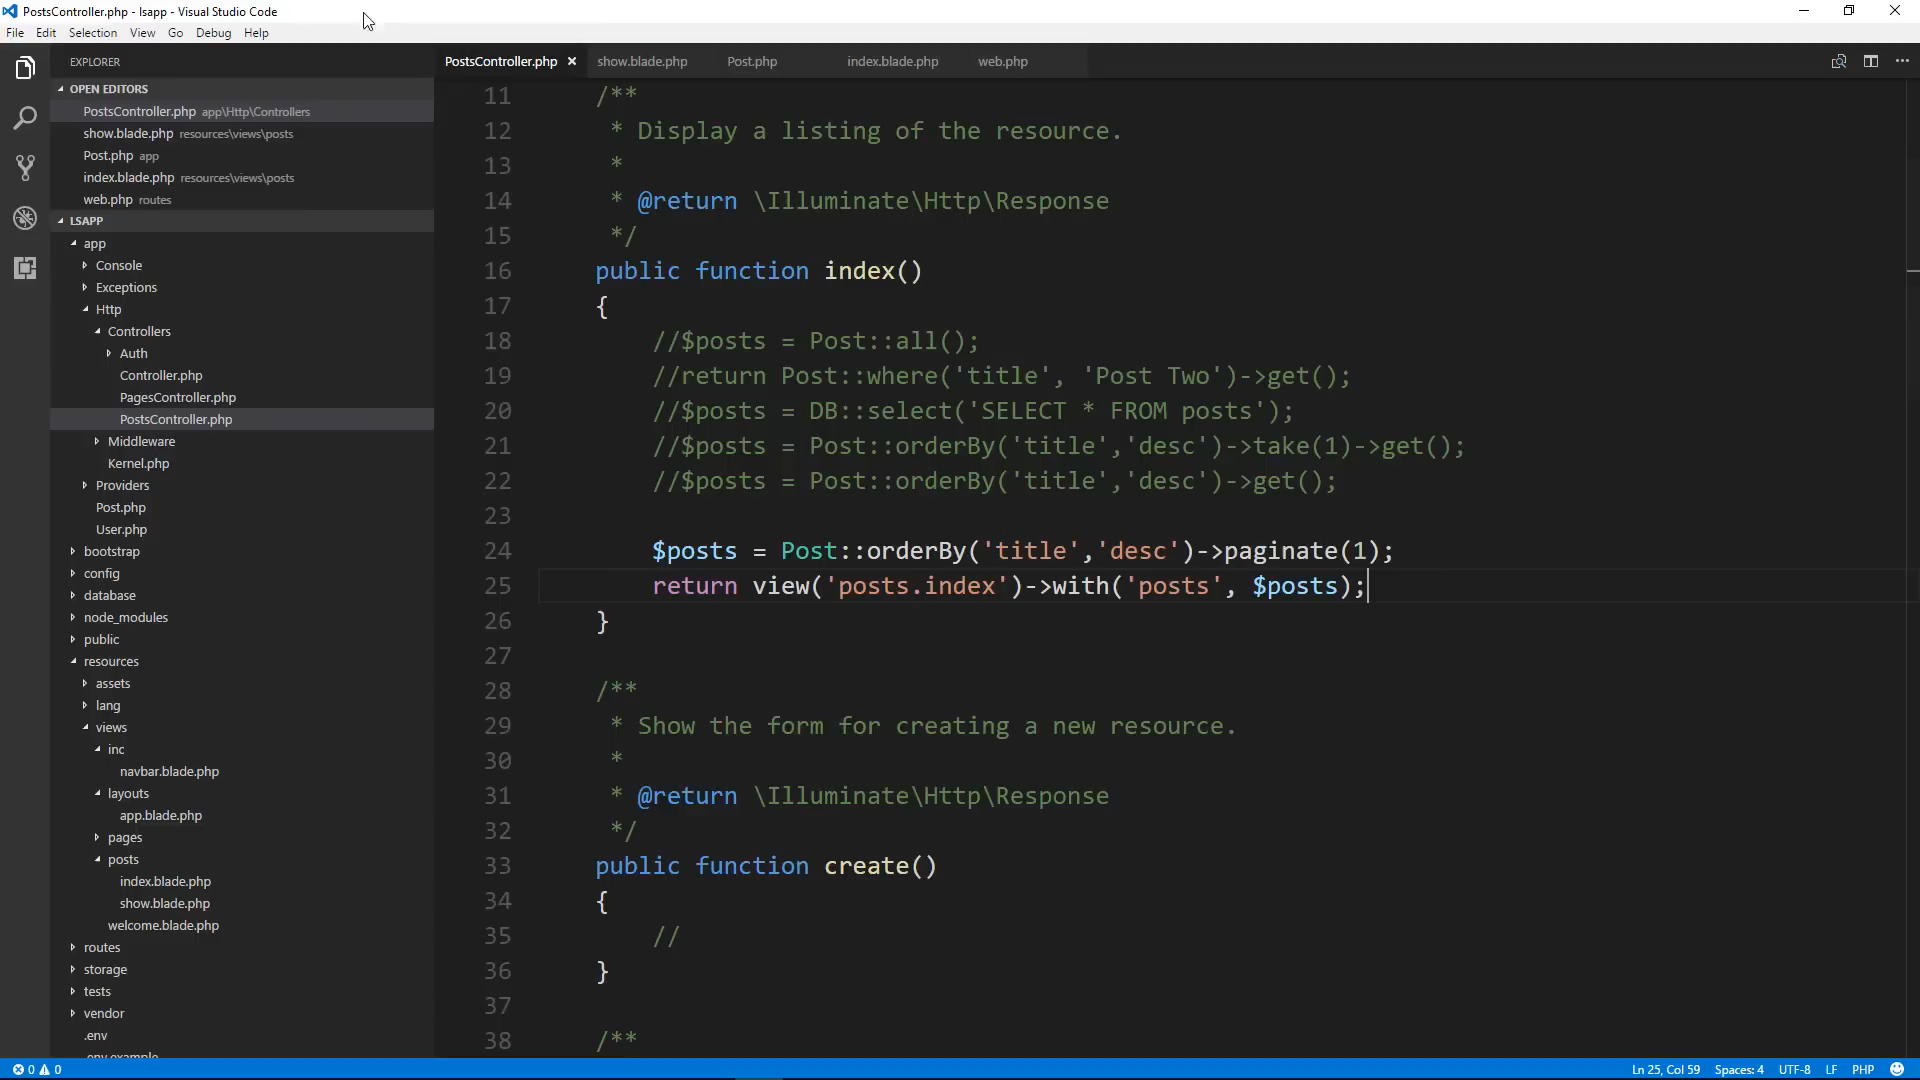 PostsController.php - lsapp - Visual Studio Code
File Edit Selection View Go Debug Help
EXPLORER
OPEN EDITORS
PostsController.php app\Http\Controllers
show.blade.php resources\views\posts
Post.php app
index.blade.php resources\views\posts
web.php routes
LSAPP
app
Console
Exceptions
Http
Controllers
Auth
Controller.php
PagesController.php
PostsController.php
Middleware
Kernel.php
Providers
Post.php
User.php
bootstrap
config
database
node_modules
public
resources
assets
lang
views
inc
navbar.blade.php
layouts
app.blade.php
pages
posts
index.blade.php
show.blade.php
welcome.blade.php
routes
storage
tests
vendor
.env
.env.example
PostsController.php × show.blade.php Post.php index.blade.php web.php
11 /**
12 * Display a listing of the resource.
13 *
14 * @return \Illuminate\Http\Response
15 */
16 public function index()
17 {
18 //$posts = Post::all();
19 //return Post::where('title', 'Post Two')->get();
20 //$posts = DB::select('SELECT * FROM posts');
21 //$posts = Post::orderBy('title','desc')->take(1)->get();
22 //$posts = Post::orderBy('title','desc')->get();
23
24 $posts = Post::orderBy('title','desc')->paginate(1);
25 return view('posts.index')->with('posts', $posts);
26 }
27
28 /**
29 * Show the form for creating a new resource.
30 *
31 * @return \Illuminate\Http\Response
32 */
33 public function create()
34 {
35 //
36 }
37
38 /**
0 0 Ln 25, Col 59 Spaces: 4 UTF-8 LF PHP